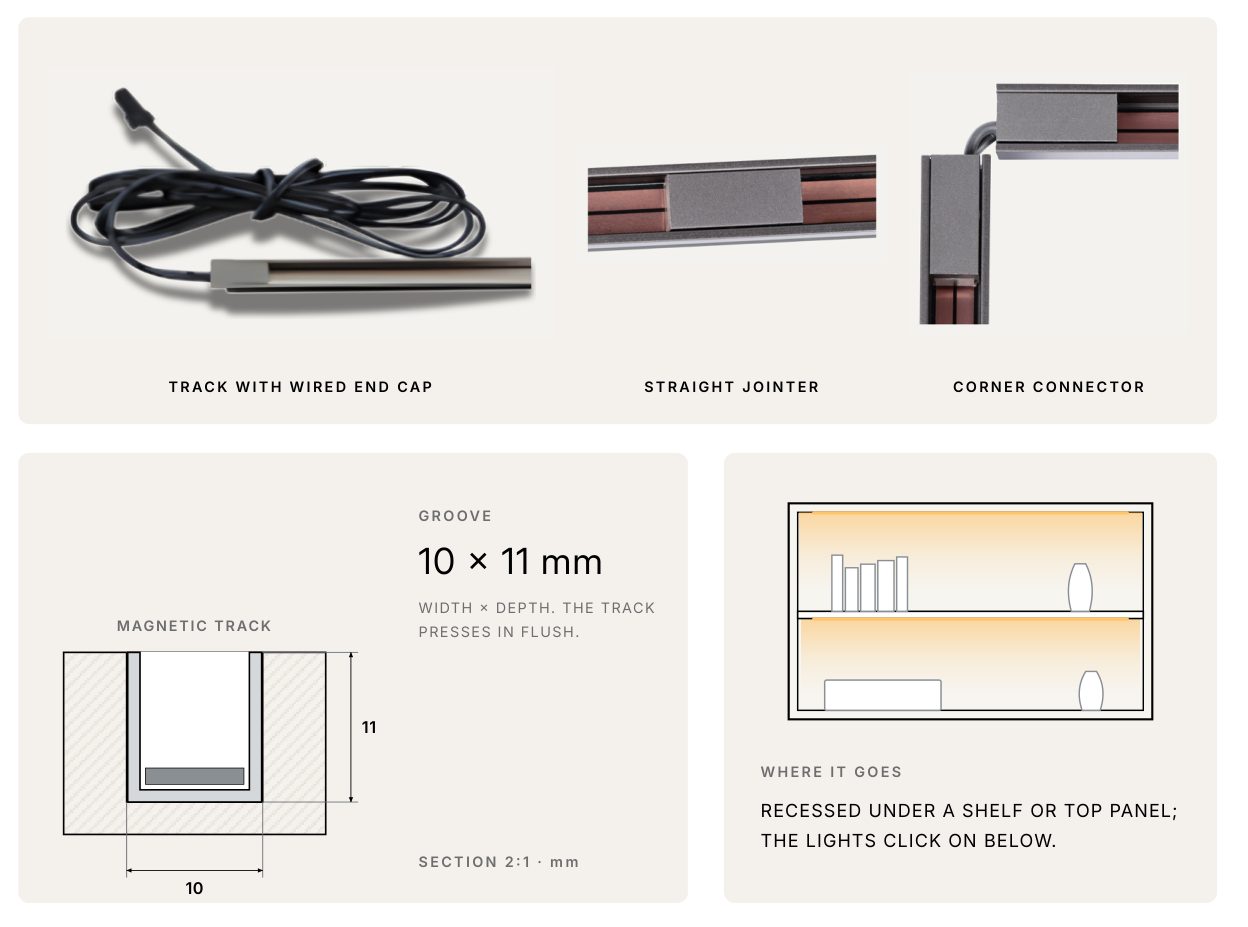 TRACK WITH WIRED END CAP
STRAIGHT JOINTER
CORNER CONNECTOR
GROOVE
10 × 11 mm
WIDTH × DEPTH. THE TRACK
PRESSES IN FLUSH.
MAGNETIC TRACK
11
10
SECTION 2:1 · mm
WHERE IT GOES
RECESSED UNDER A SHELF OR TOP PANEL;
THE LIGHTS CLICK ON BELOW.